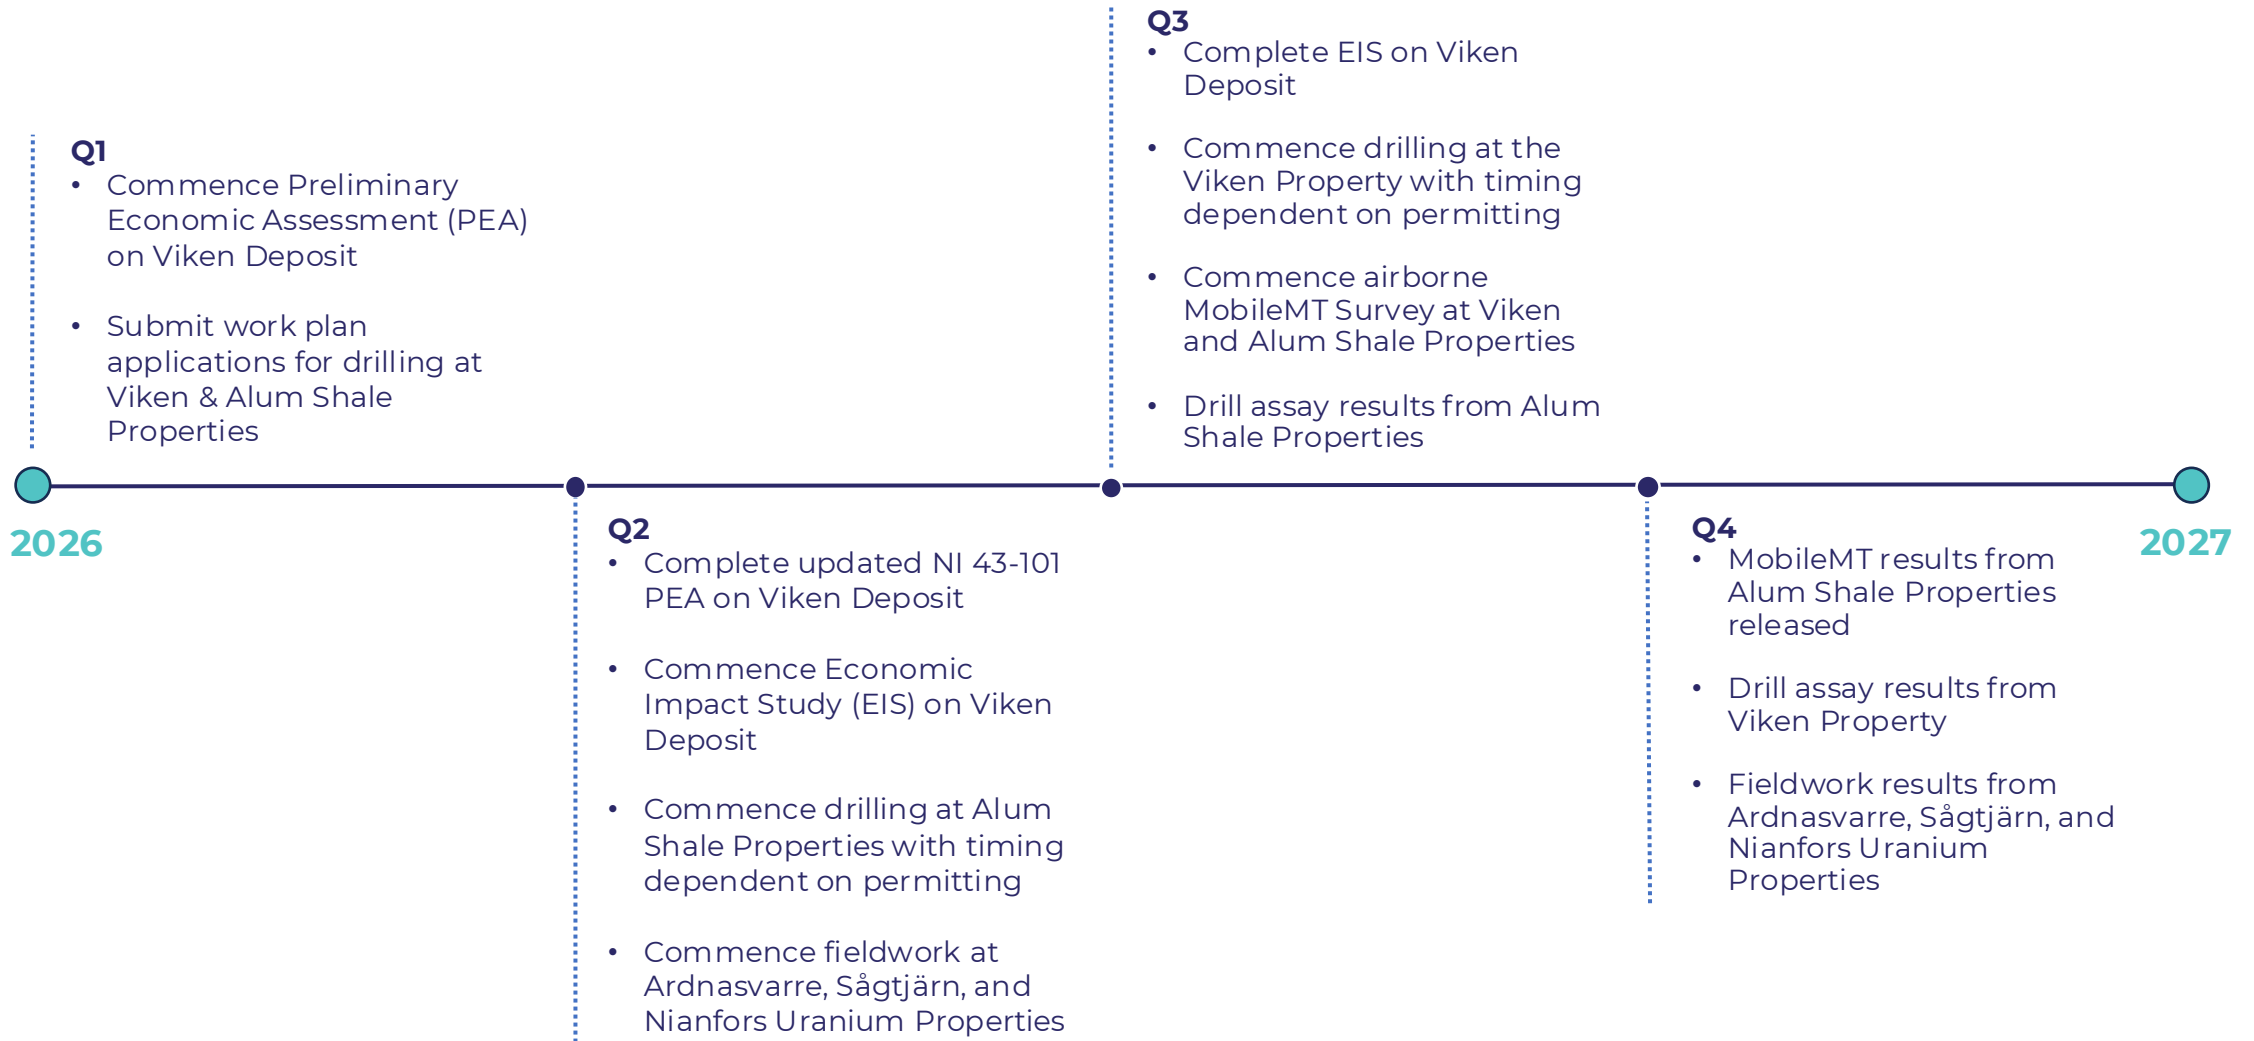 Q1
• Commence Preliminary
Economic Assessment (PEA)
on Viken Deposit
• Submit work plan
applications for drilling at
Viken & Alum Shale
Properties
2026
Q2
• Complete updated NI 43-101
PEA on Viken Deposit
• Commence Economic
Impact Study (EIS) on Viken
Deposit
• Commence drilling at Alum
Shale Properties with timing
dependent on permitting
• Commence fieldwork at
Ardnasvarre, Sågtjärn, and
Nianfors Uranium Properties
Q3
• Complete EIS on Viken
Deposit
• Commence drilling at the
Viken Property with timing
dependent on permitting
• Commence airborne
MobileMT Survey at Viken
and Alum Shale Properties
• Drill assay results from Alum
Shale Properties
Q4
• MobileMT results from
Alum Shale Properties
released
• Drill assay results from
Viken Property
• Fieldwork results from
Ardnasvarre, Sågtjärn, and
Nianfors Uranium
Properties
2027